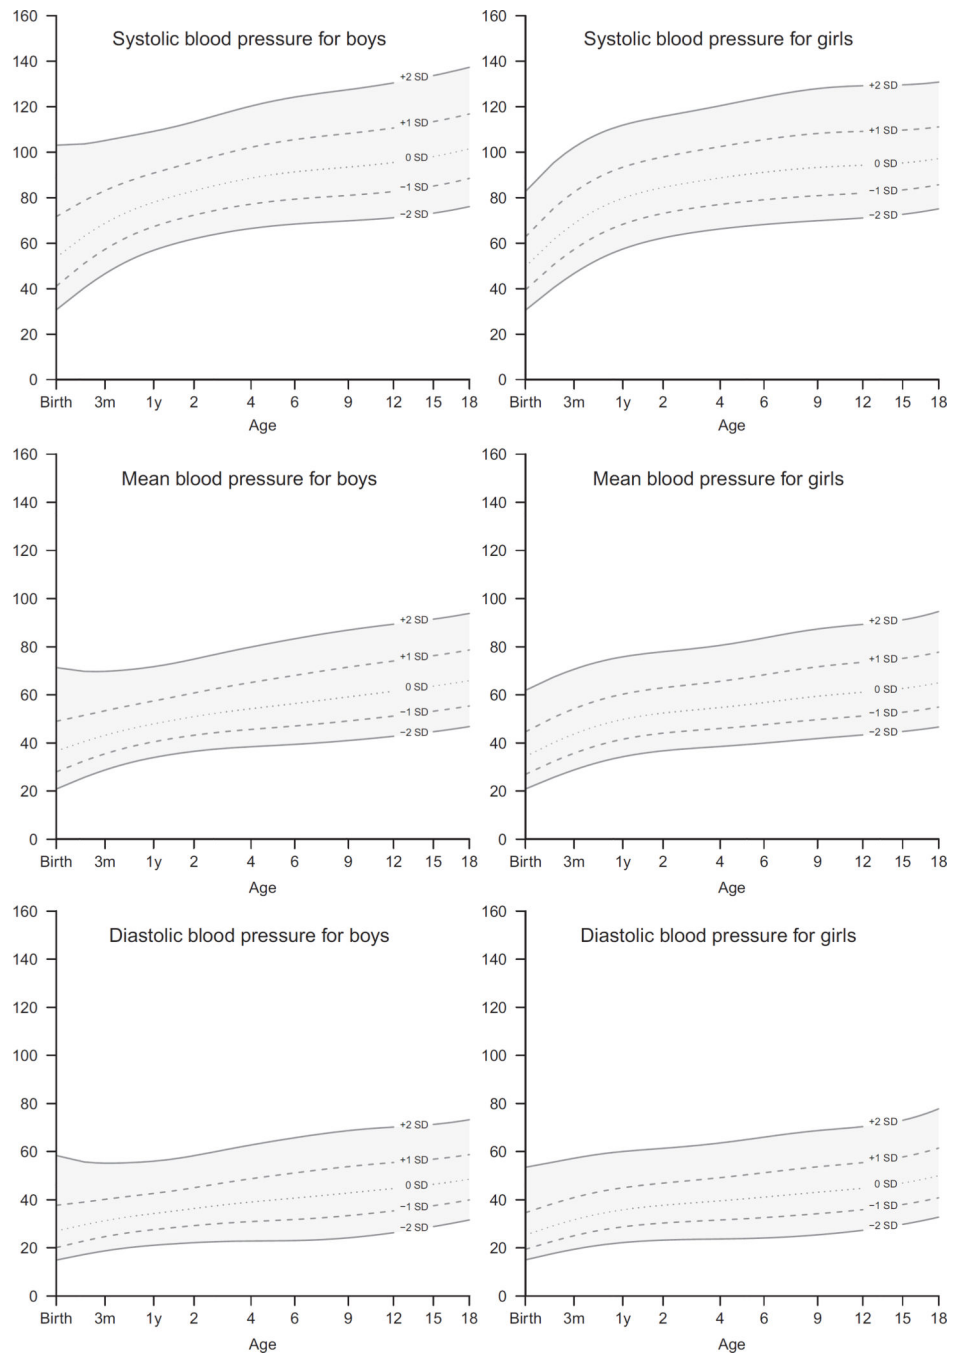 Systolic blood pressure for boys
160
140
120
100
80
60
40
20
0
+2 SD
+1 SD
0 SD
−1 SD
−2 SD
Birth 3m 1y 2 4 6 9 12 15 18
Age
Systolic blood pressure for girls
160
140
120
100
80
60
40
20
0
+2 SD
+1 SD
0 SD
−1 SD
−2 SD
Birth 3m 1y 2 4 6 9 12 15 18
Age
Mean blood pressure for boys
160
140
120
100
80
60
40
20
0
+2 SD
+1 SD
0 SD
−1 SD
−2 SD
Birth 3m 1y 2 4 6 9 12 15 18
Age
Mean blood pressure for girls
160
140
120
100
80
60
40
20
0
+2 SD
+1 SD
0 SD
−1 SD
−2 SD
Birth 3m 1y 2 4 6 9 12 15 18
Age
Diastolic blood pressure for boys
160
140
120
100
80
60
40
20
0
+2 SD
+1 SD
0 SD
−1 SD
−2 SD
Birth 3m 1y 2 4 6 9 12 15 18
Age
Diastolic blood pressure for girls
160
140
120
100
80
60
40
20
0
+2 SD
+1 SD
0 SD
−1 SD
−2 SD
Birth 3m 1y 2 4 6 9 12 15 18
Age